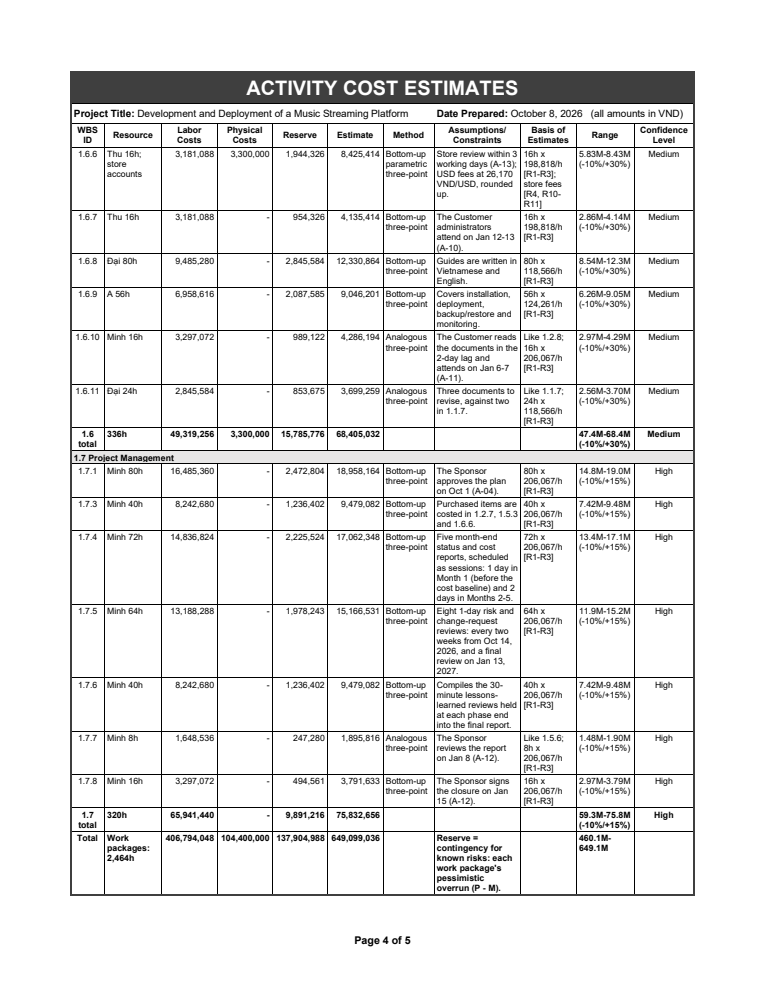 ACTIVITY COST ESTIMATES
Project Title: Development and Deployment of a Music Streaming Platform Date Prepared: October 8, 2026 (all amounts in VND)
WBS ID Resource Labor Costs Physical Costs Reserve Estimate Method Assumptions/ Constraints Basis of Estimates Range Confidence Level
1.6.6 Thu 16h; store accounts 3,181,088 3,300,000 1,944,326 8,425,414 Bottom-up parametric three-point Store review within 3 working days (A-13); USD fees at 26,170 VND/USD, rounded up. 16h x 198,818/h [R1-R3]; store fees [R4, R10-R11] 5.83M-8.43M (-10%/+30%) Medium
1.6.7 Thu 16h 3,181,088 - 954,326 4,135,414 Bottom-up three-point The Customer administrators attend on Jan 12-13 (A-10). 16h x 198,818/h [R1-R3] 2.86M-4.14M (-10%/+30%) Medium
1.6.8 Đại 80h 9,485,280 - 2,845,584 12,330,864 Bottom-up three-point Guides are written in Vietnamese and English. 80h x 118,566/h [R1-R3] 8.54M-12.3M (-10%/+30%) Medium
1.6.9 A 56h 6,958,616 - 2,087,585 9,046,201 Bottom-up three-point Covers installation, deployment, backup/restore and monitoring. 56h x 124,261/h [R1-R3] 6.26M-9.05M (-10%/+30%) Medium
1.6.10 Minh 16h 3,297,072 - 989,122 4,286,194 Analogous three-point The Customer reads the documents in the 2-day lag and attends on Jan 6-7 (A-11). Like 1.2.8; 16h x 206,067/h [R1-R3] 2.97M-4.29M (-10%/+30%) Medium
1.6.11 Đại 24h 2,845,584 - 853,675 3,699,259 Analogous three-point Three documents to revise, against two in 1.1.7. Like 1.1.7; 24h x 118,566/h [R1-R3] 2.56M-3.70M (-10%/+30%) Medium
1.6 total 336h 49,319,256 3,300,000 15,785,776 68,405,032 47.4M-68.4M (-10%/+30%) Medium
1.7 Project Management
1.7.1 Minh 80h 16,485,360 - 2,472,804 18,958,164 Bottom-up three-point The Sponsor approves the plan on Oct 1 (A-04). 80h x 206,067/h [R1-R3] 14.8M-19.0M (-10%/+15%) High
1.7.3 Minh 40h 8,242,680 - 1,236,402 9,479,082 Bottom-up three-point Purchased items are costed in 1.2.7, 1.5.3 and 1.6.6. 40h x 206,067/h [R1-R3] 7.42M-9.48M (-10%/+15%) High
1.7.4 Minh 72h 14,836,824 - 2,225,524 17,062,348 Bottom-up three-point Five month-end status and cost reports, scheduled as sessions: 1 day in Month 1 (before the cost baseline) and 2 days in Months 2-5. 72h x 206,067/h [R1-R3] 13.4M-17.1M (-10%/+15%) High
1.7.5 Minh 64h 13,188,288 - 1,978,243 15,166,531 Bottom-up three-point Eight 1-day risk and change-request reviews: every two weeks from Oct 14, 2026, and a final review on Jan 13, 2027. 64h x 206,067/h [R1-R3] 11.9M-15.2M (-10%/+15%) High
1.7.6 Minh 40h 8,242,680 - 1,236,402 9,479,082 Bottom-up three-point Compiles the 30-minute lessons-learned reviews held at each phase end into the final report. 40h x 206,067/h [R1-R3] 7.42M-9.48M (-10%/+15%) High
1.7.7 Minh 8h 1,648,536 - 247,280 1,895,816 Analogous three-point The Sponsor reviews the report on Jan 8 (A-12). Like 1.5.6; 8h x 206,067/h [R1-R3] 1.48M-1.90M (-10%/+15%) High
1.7.8 Minh 16h 3,297,072 - 494,561 3,791,633 Bottom-up three-point The Sponsor signs the closure on Jan 15 (A-12). 16h x 206,067/h [R1-R3] 2.97M-3.79M (-10%/+15%) High
1.7 total 320h 65,941,440 - 9,891,216 75,832,656 59.3M-75.8M (-10%/+15%) High
Total Work packages: 2,464h 406,794,048 104,400,000 137,904,988 649,099,036 Reserve = contingency for known risks: each work package's pessimistic overrun (P - M). 460.1M-649.1M
Page 4 of 5